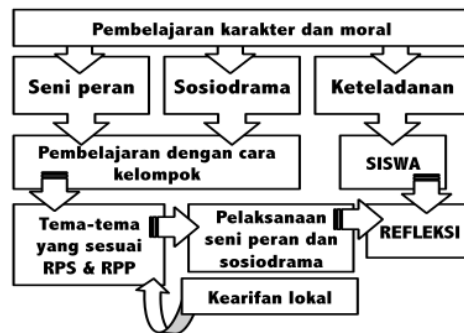 Pembelajaran karakter dan moral
Seni peran
Sosiodrama
Keteladanan
Pembelajaran dengan cara
kelompok
SISWA
Tema-tema
yang sesuai
RPS & RPP
Pelaksanaan
seni peran dan
sosiodrama
REFLEKSI
Kearifan lokal